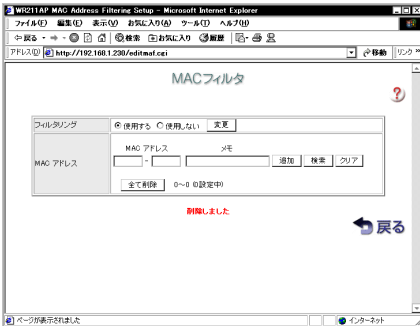 WR211AP MAC Address Filtering Setup - Microsoft Internet Explorer
ファイル(F) 編集(E) 表示(V) お気に入り(A) ツール(T) ヘルプ(H)
戻る 検索 お気に入り 履歴
アドレス(D) http://192.168.1.230/editmaf.cgi 移動 リンク »
MACフィルタ
?
フィルタリング 使用する 使用しない 変更
MAC アドレス メモ
MAC アドレス - 追加 検索 クリア
全て削除 0～0 (0設定中)
削除しました
戻る
ページが表示されました インターネット